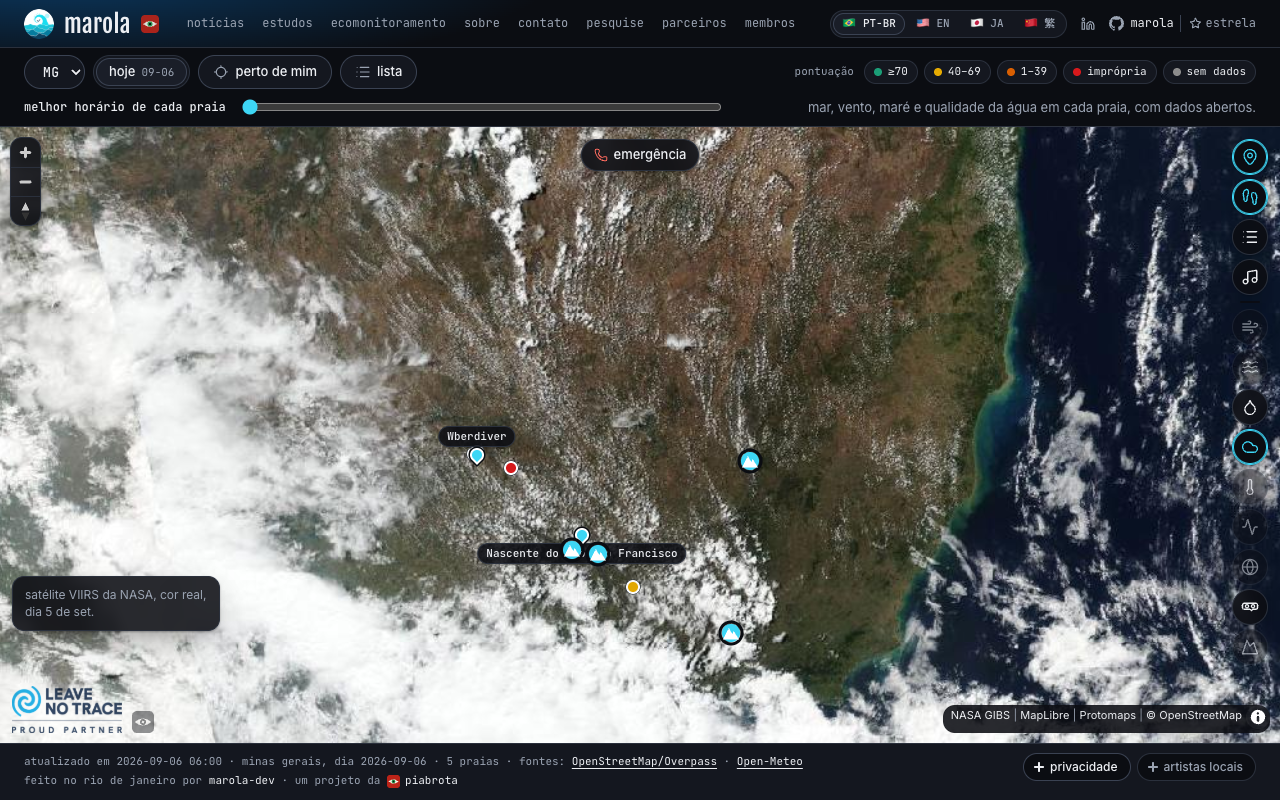 marola
notícias estudos ecomonitoramento sobre contato pesquise parceiros membros
PT-BR EN JA 繁
marola estrela
MG hoje 09-06 perto de mim lista
pontuação ≥70 40–69 1–39 imprópria sem dados
melhor horário de cada praia
mar, vento, maré e qualidade da água em cada praia, com dados abertos.
emergência
Wberdiver
Nascente do Francisco
satélite VIIRS da NASA, cor real,
dia 5 de set.
LEAVE
NO TRACE
PROUD PARTNER
NASA GIBS | MapLibre | Protomaps | © OpenStreetMap
atualizado em 2026-09-06 06:00 · minas gerais, dia 2026-09-06 · 5 praias · fontes: OpenStreetMap/Overpass · Open-Meteo
feito no rio de janeiro por marola-dev · um projeto da piabrota
privacidade
artistas locais